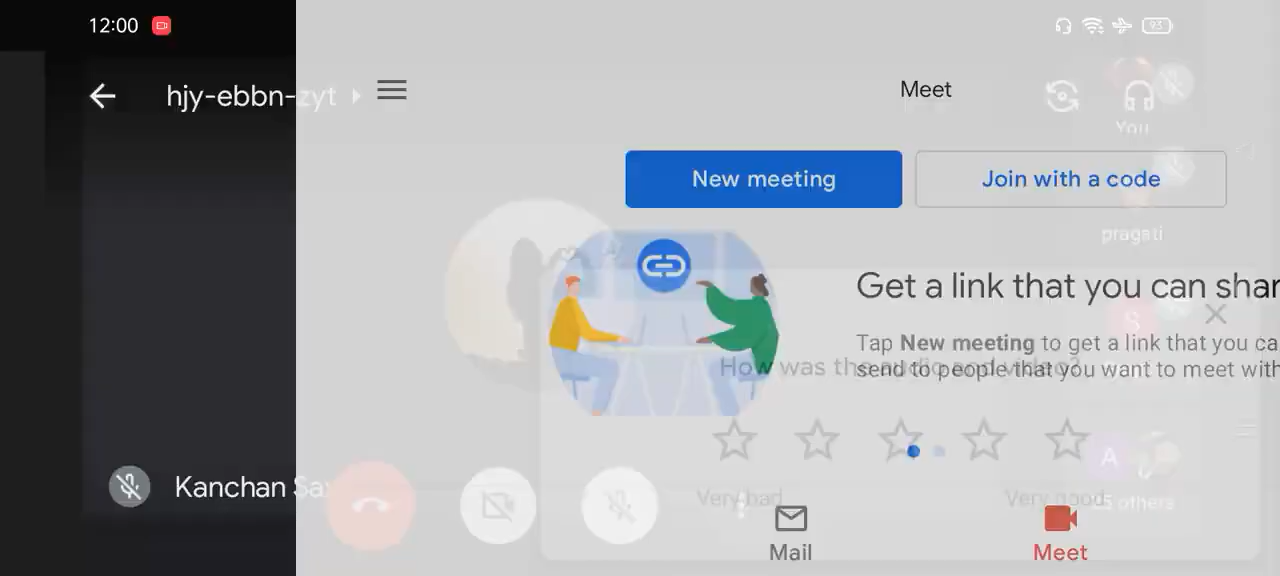 12:00
93
hjy-ebbn-zyt
Meet
You
New meeting
Join with a code
pragati
Get a link that you can shar
S
Tap New meeting to get a link that you ca
send to people that you want to meet with
How was the audio and video?
A
Kanchan Sax
Very bad
Very good
5 others
Mail
Meet